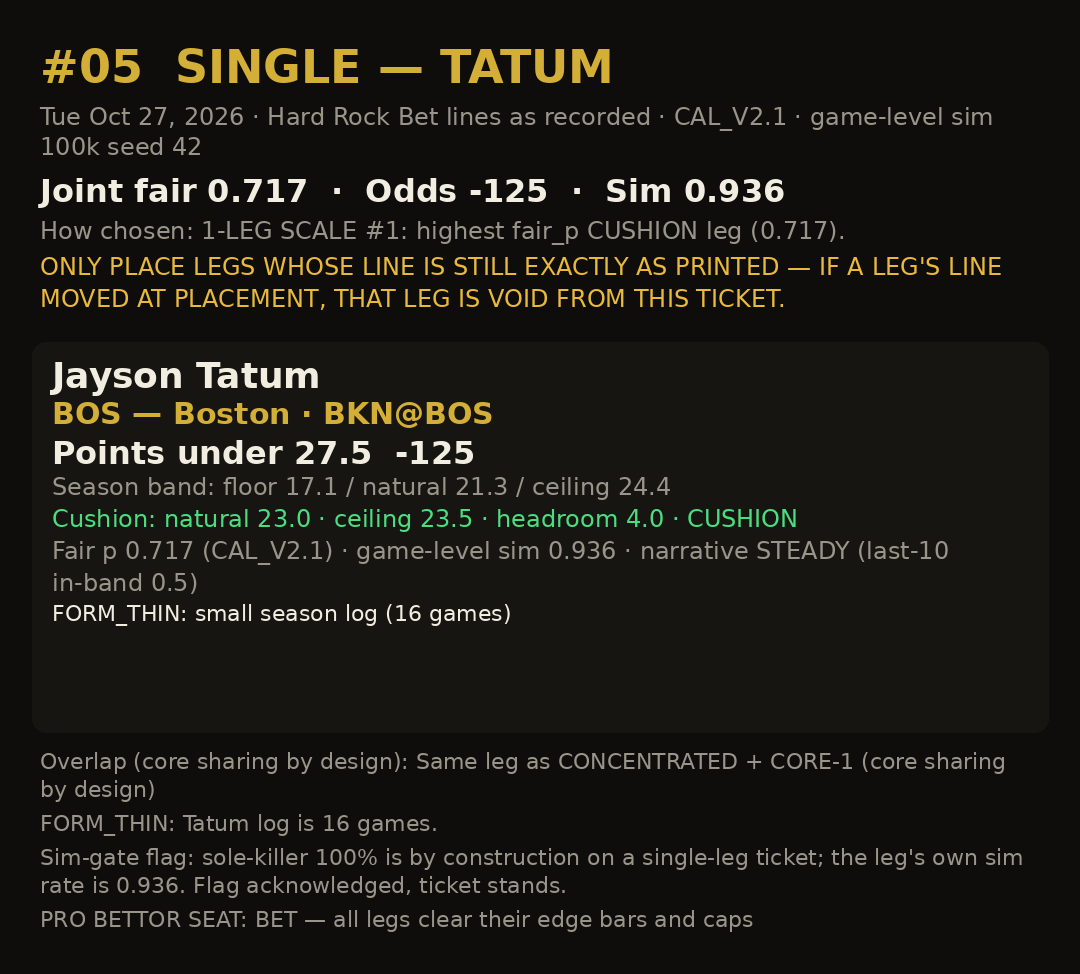 #05 SINGLE — TATUM
Tue Oct 27, 2026 · Hard Rock Bet lines as recorded · CAL_V2.1 · game-level sim
100k seed 42
Joint fair 0.717 · Odds -125 · Sim 0.936
How chosen: 1-LEG SCALE #1: highest fair_p CUSHION leg (0.717).
ONLY PLACE LEGS WHOSE LINE IS STILL EXACTLY AS PRINTED — IF A LEG'S LINE
MOVED AT PLACEMENT, THAT LEG IS VOID FROM THIS TICKET.
Jayson Tatum
BOS — Boston · BKN@BOS
Points under 27.5 -125
Season band: floor 17.1 / natural 21.3 / ceiling 24.4
Cushion: natural 23.0 · ceiling 23.5 · headroom 4.0 · CUSHION
Fair p 0.717 (CAL_V2.1) · game-level sim 0.936 · narrative STEADY (last-10
in-band 0.5)
FORM_THIN: small season log (16 games)
Overlap (core sharing by design): Same leg as CONCENTRATED + CORE-1 (core sharing
by design)
FORM_THIN: Tatum log is 16 games.
Sim-gate flag: sole-killer 100% is by construction on a single-leg ticket; the leg's own sim
rate is 0.936. Flag acknowledged, ticket stands.
PRO BETTOR SEAT: BET — all legs clear their edge bars and caps